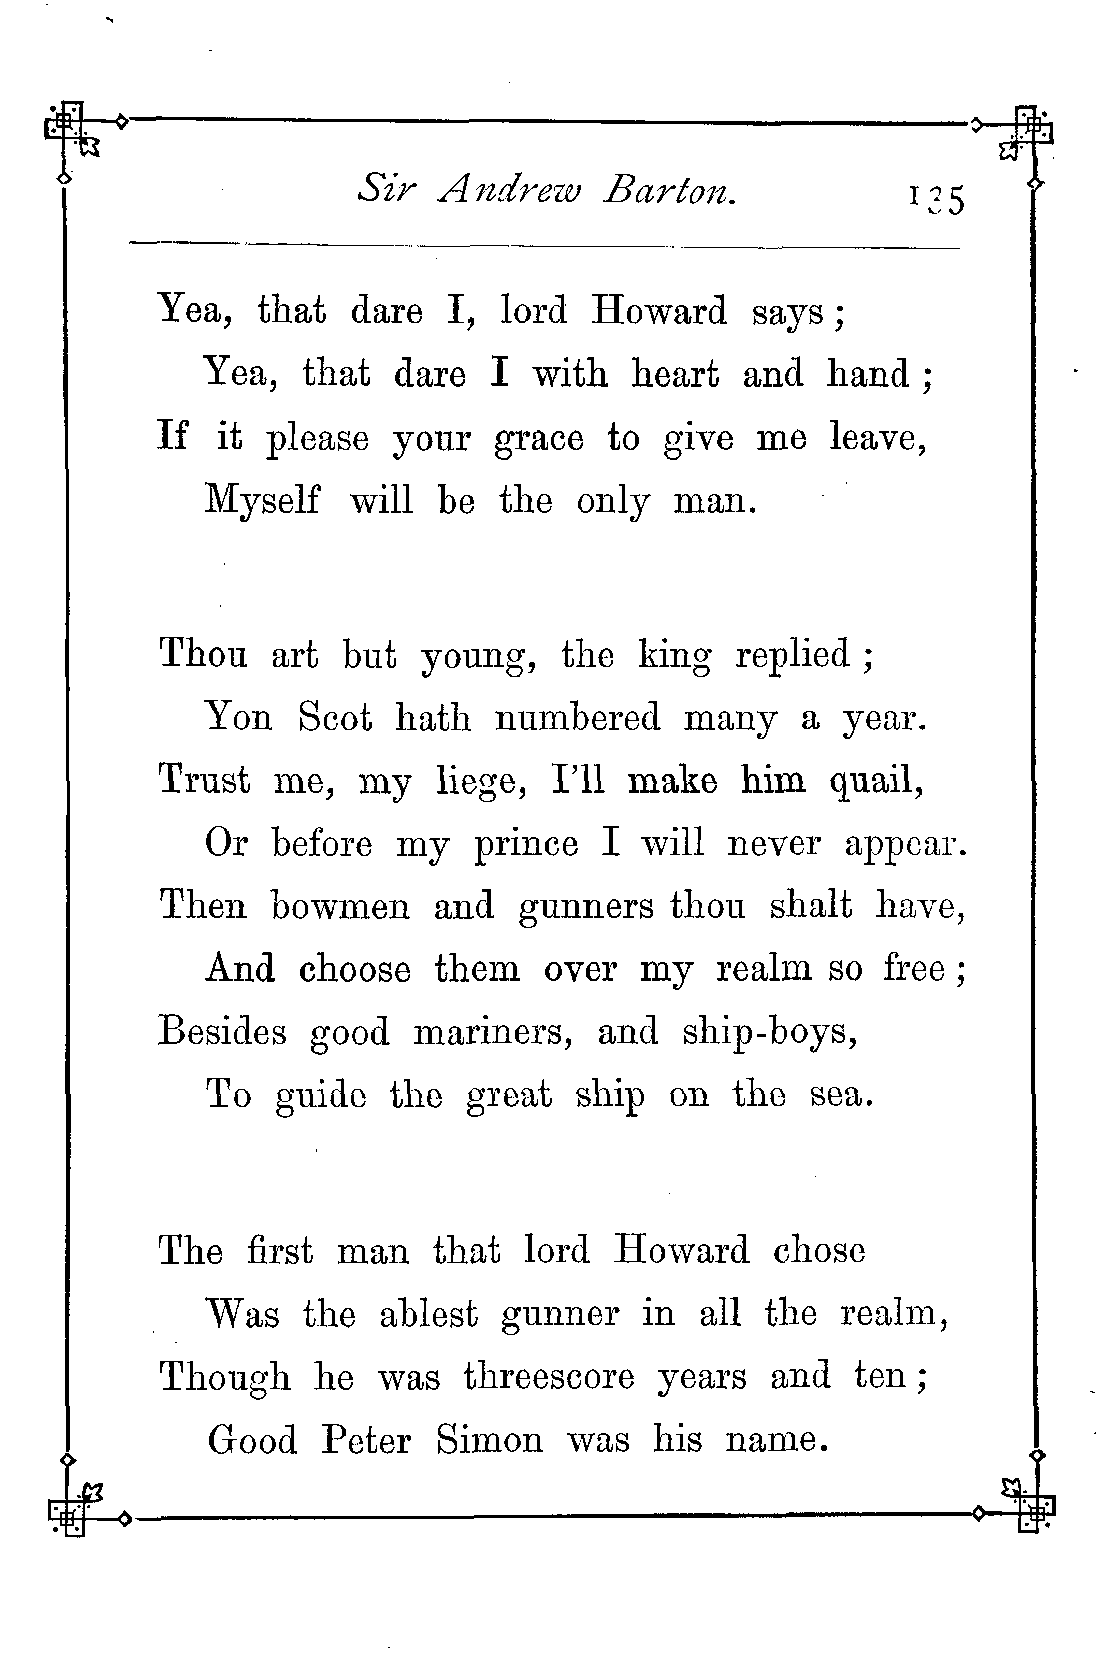 Sir Andrew Barton. 135
Yea, that dare I, lord Howard says;
Yea, that dare I with heart and hand;
If it please your grace to give me leave,
Myself will be the only man.
Thou art but young, the king replied;
Yon Scot hath numbered many a year.
Trust me, my liege, I'll make him quail,
Or before my prince I will never appear.
Then bowmen and gunners thou shalt have,
And choose them over my realm so free;
Besides good mariners, and ship-boys,
To guide the great ship on the sea.
The first man that lord Howard chose
Was the ablest gunner in all the realm,
Though he was threescore years and ten;
Good Peter Simon was his name.